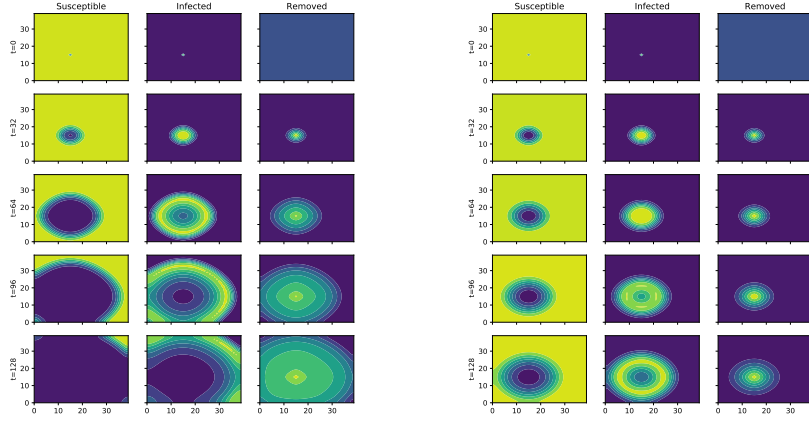 Susceptible Infected Removed Susceptible Infected Removed
t=0 30 20 10 0 t=0 30 20 10 0
t=32 30 20 10 0 t=32 30 20 10 0
t=64 30 20 10 0 t=64 30 20 10 0
t=96 30 20 10 0 t=96 30 20 10 0
t=128 30 20 10 0 t=128 30 20 10 0
0 10 20 30 0 10 20 30 0 10 20 30 0 10 20 30 0 10 20 30 0 10 20 30